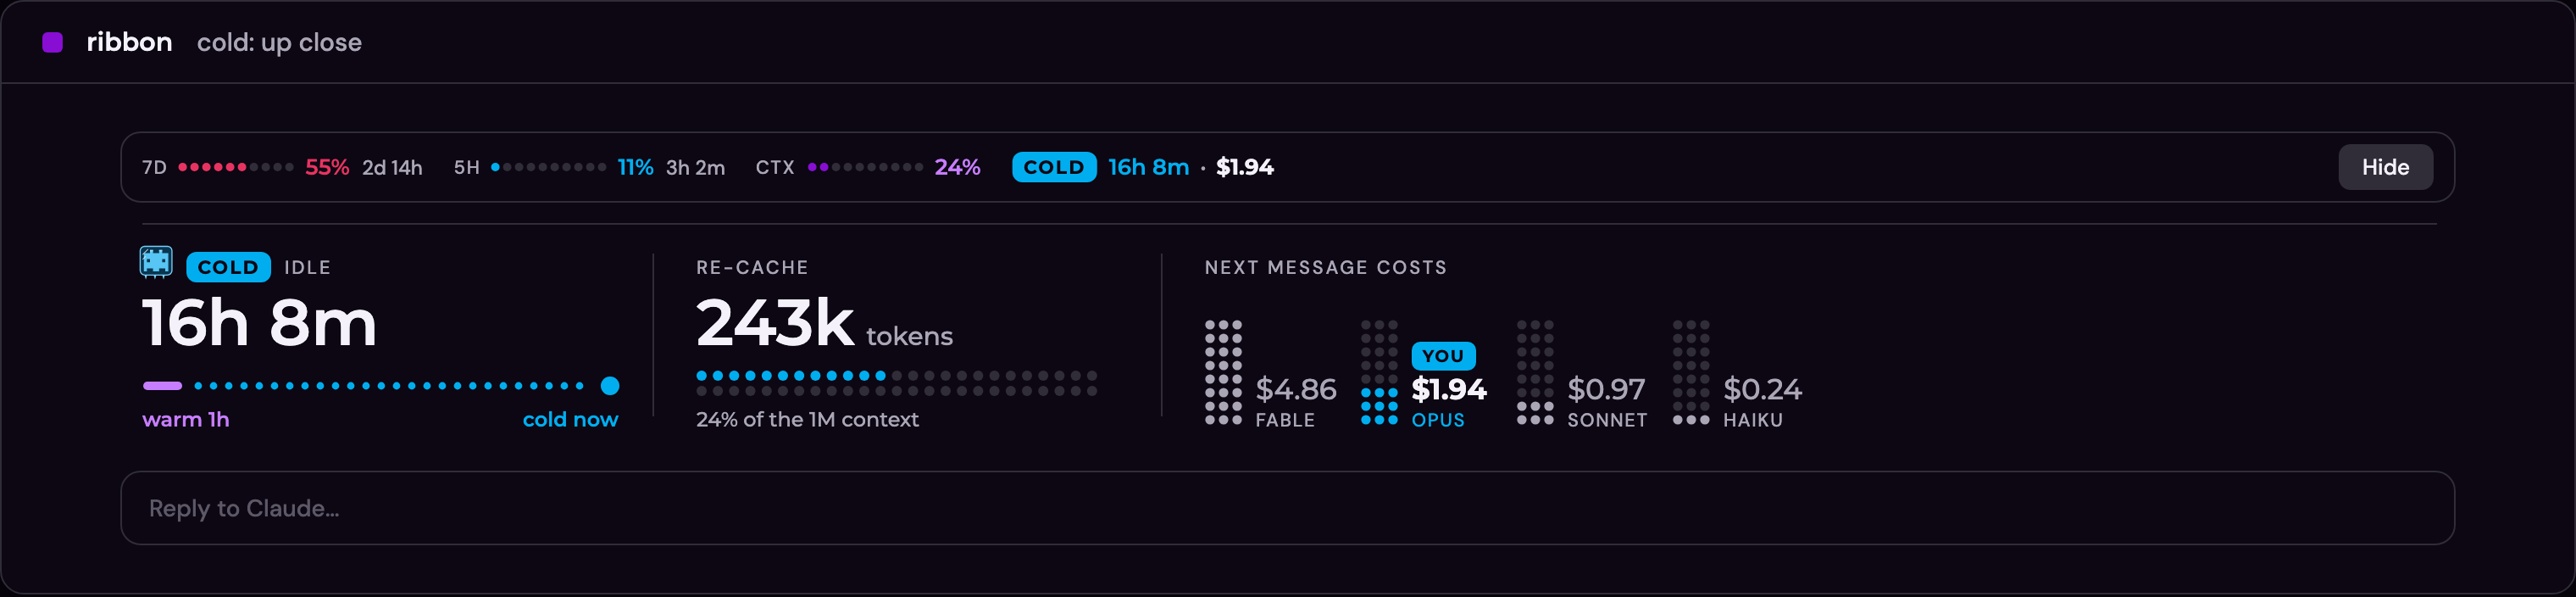 ribbon cold: up close
7D 55% 2d 14h 5H 11% 3h 2m CTX 24% COLD 16h 8m · $1.94 Hide
COLD IDLE
16h 8m
warm 1h cold now
RE-CACHE
243k tokens
24% of the 1M context
NEXT MESSAGE COSTS
$4.86
FABLE
YOU
$1.94
OPUS
$0.97
SONNET
$0.24
HAIKU
Reply to Claude…